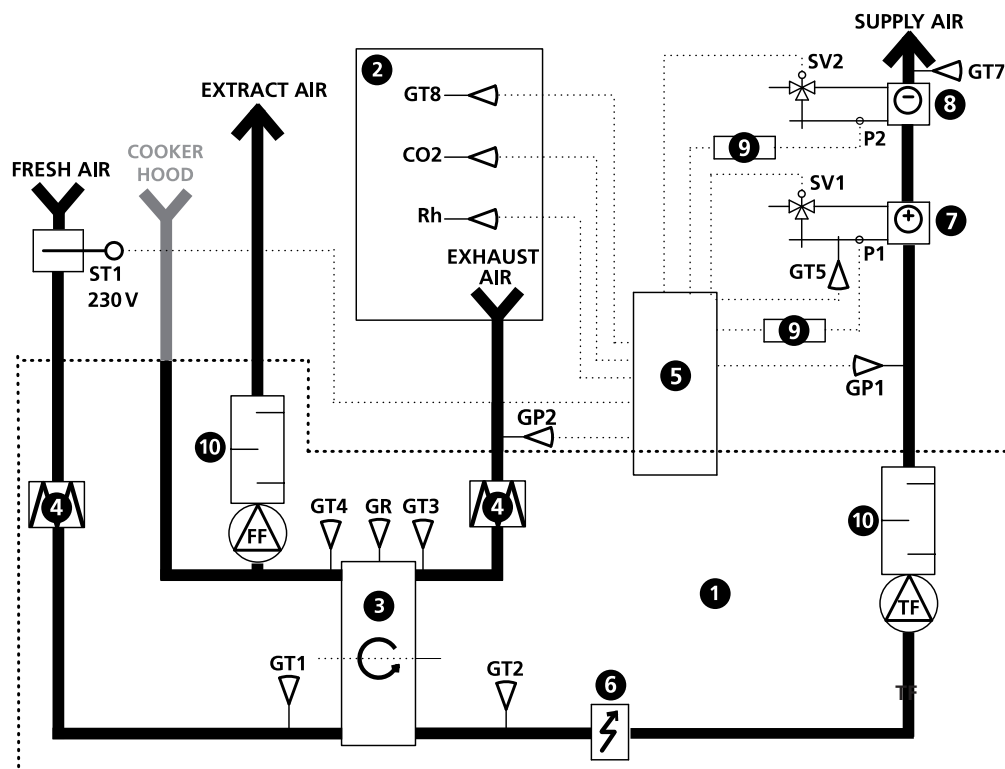 SUPPLY AIR
SV2
GT7
2
GT8
8
EXTRACT AIR
P2
9
COOKER
HOOD
FRESH AIR
CO2
SV1
Rh
7
EXHAUST
AIR
P1
ST1
230 V
GT5
9
5
GP1
GP2
10
4
GT4
GR
GT3
4
10
FF
1
3
TF
GT1
GT2
6
TF